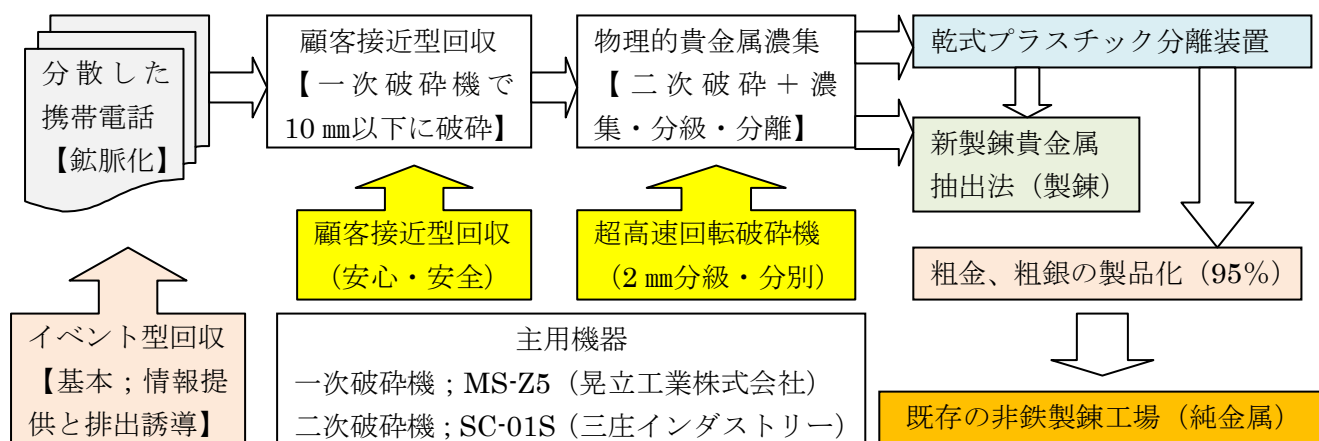 分散した
携帯電話
【鉱脈化】
顧客接近型回収
【一次破砕機で
10 ㎜以下に破砕】
物理的貴金属濃集
【二次破砕＋濃
集・分級・分離】
乾式プラスチック分離装置
新製錬貴金属
抽出法（製錬）
顧客接近型回収
（安心・安全）
超高速回転破砕機
（2 ㎜分級・分別）
粗金、粗銀の製品化（95％）
イベント型回収
【基本；情報提
供と排出誘導】
主用機器
一次破砕機；MS-Z5（晃立工業株式会社）
二次破砕機；SC-01S（三庄インダストリー）
既存の非鉄製錬工場（純金属）